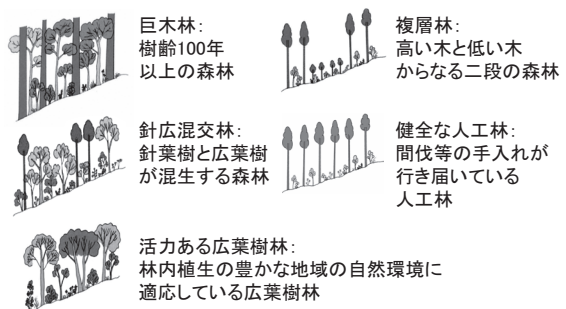 巨木林：
樹齢100年
以上の森林
複層林：
高い木と低い木
からなる二段の森林
針広混交林：
針葉樹と広葉樹
が混生する森林
健全な人工林：
間伐等の手入れが
行き届いている
人工林
活力ある広葉樹林：
林内植生の豊かな地域の自然環境に
適応している広葉樹林